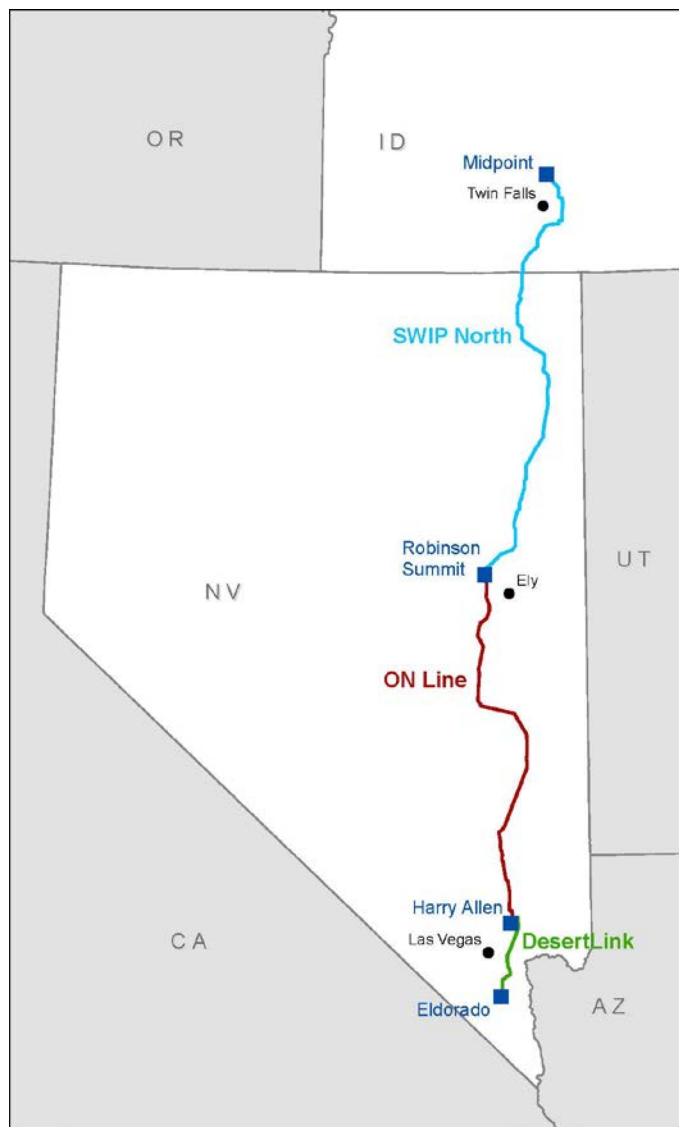 OR
ID
Midpoint
Twin Falls
SWIP North
Robinson
Summit
Ely
UT
NV
ON Line
Harry Allen
Las Vegas
DesertLink
CA
Eldorado
AZ